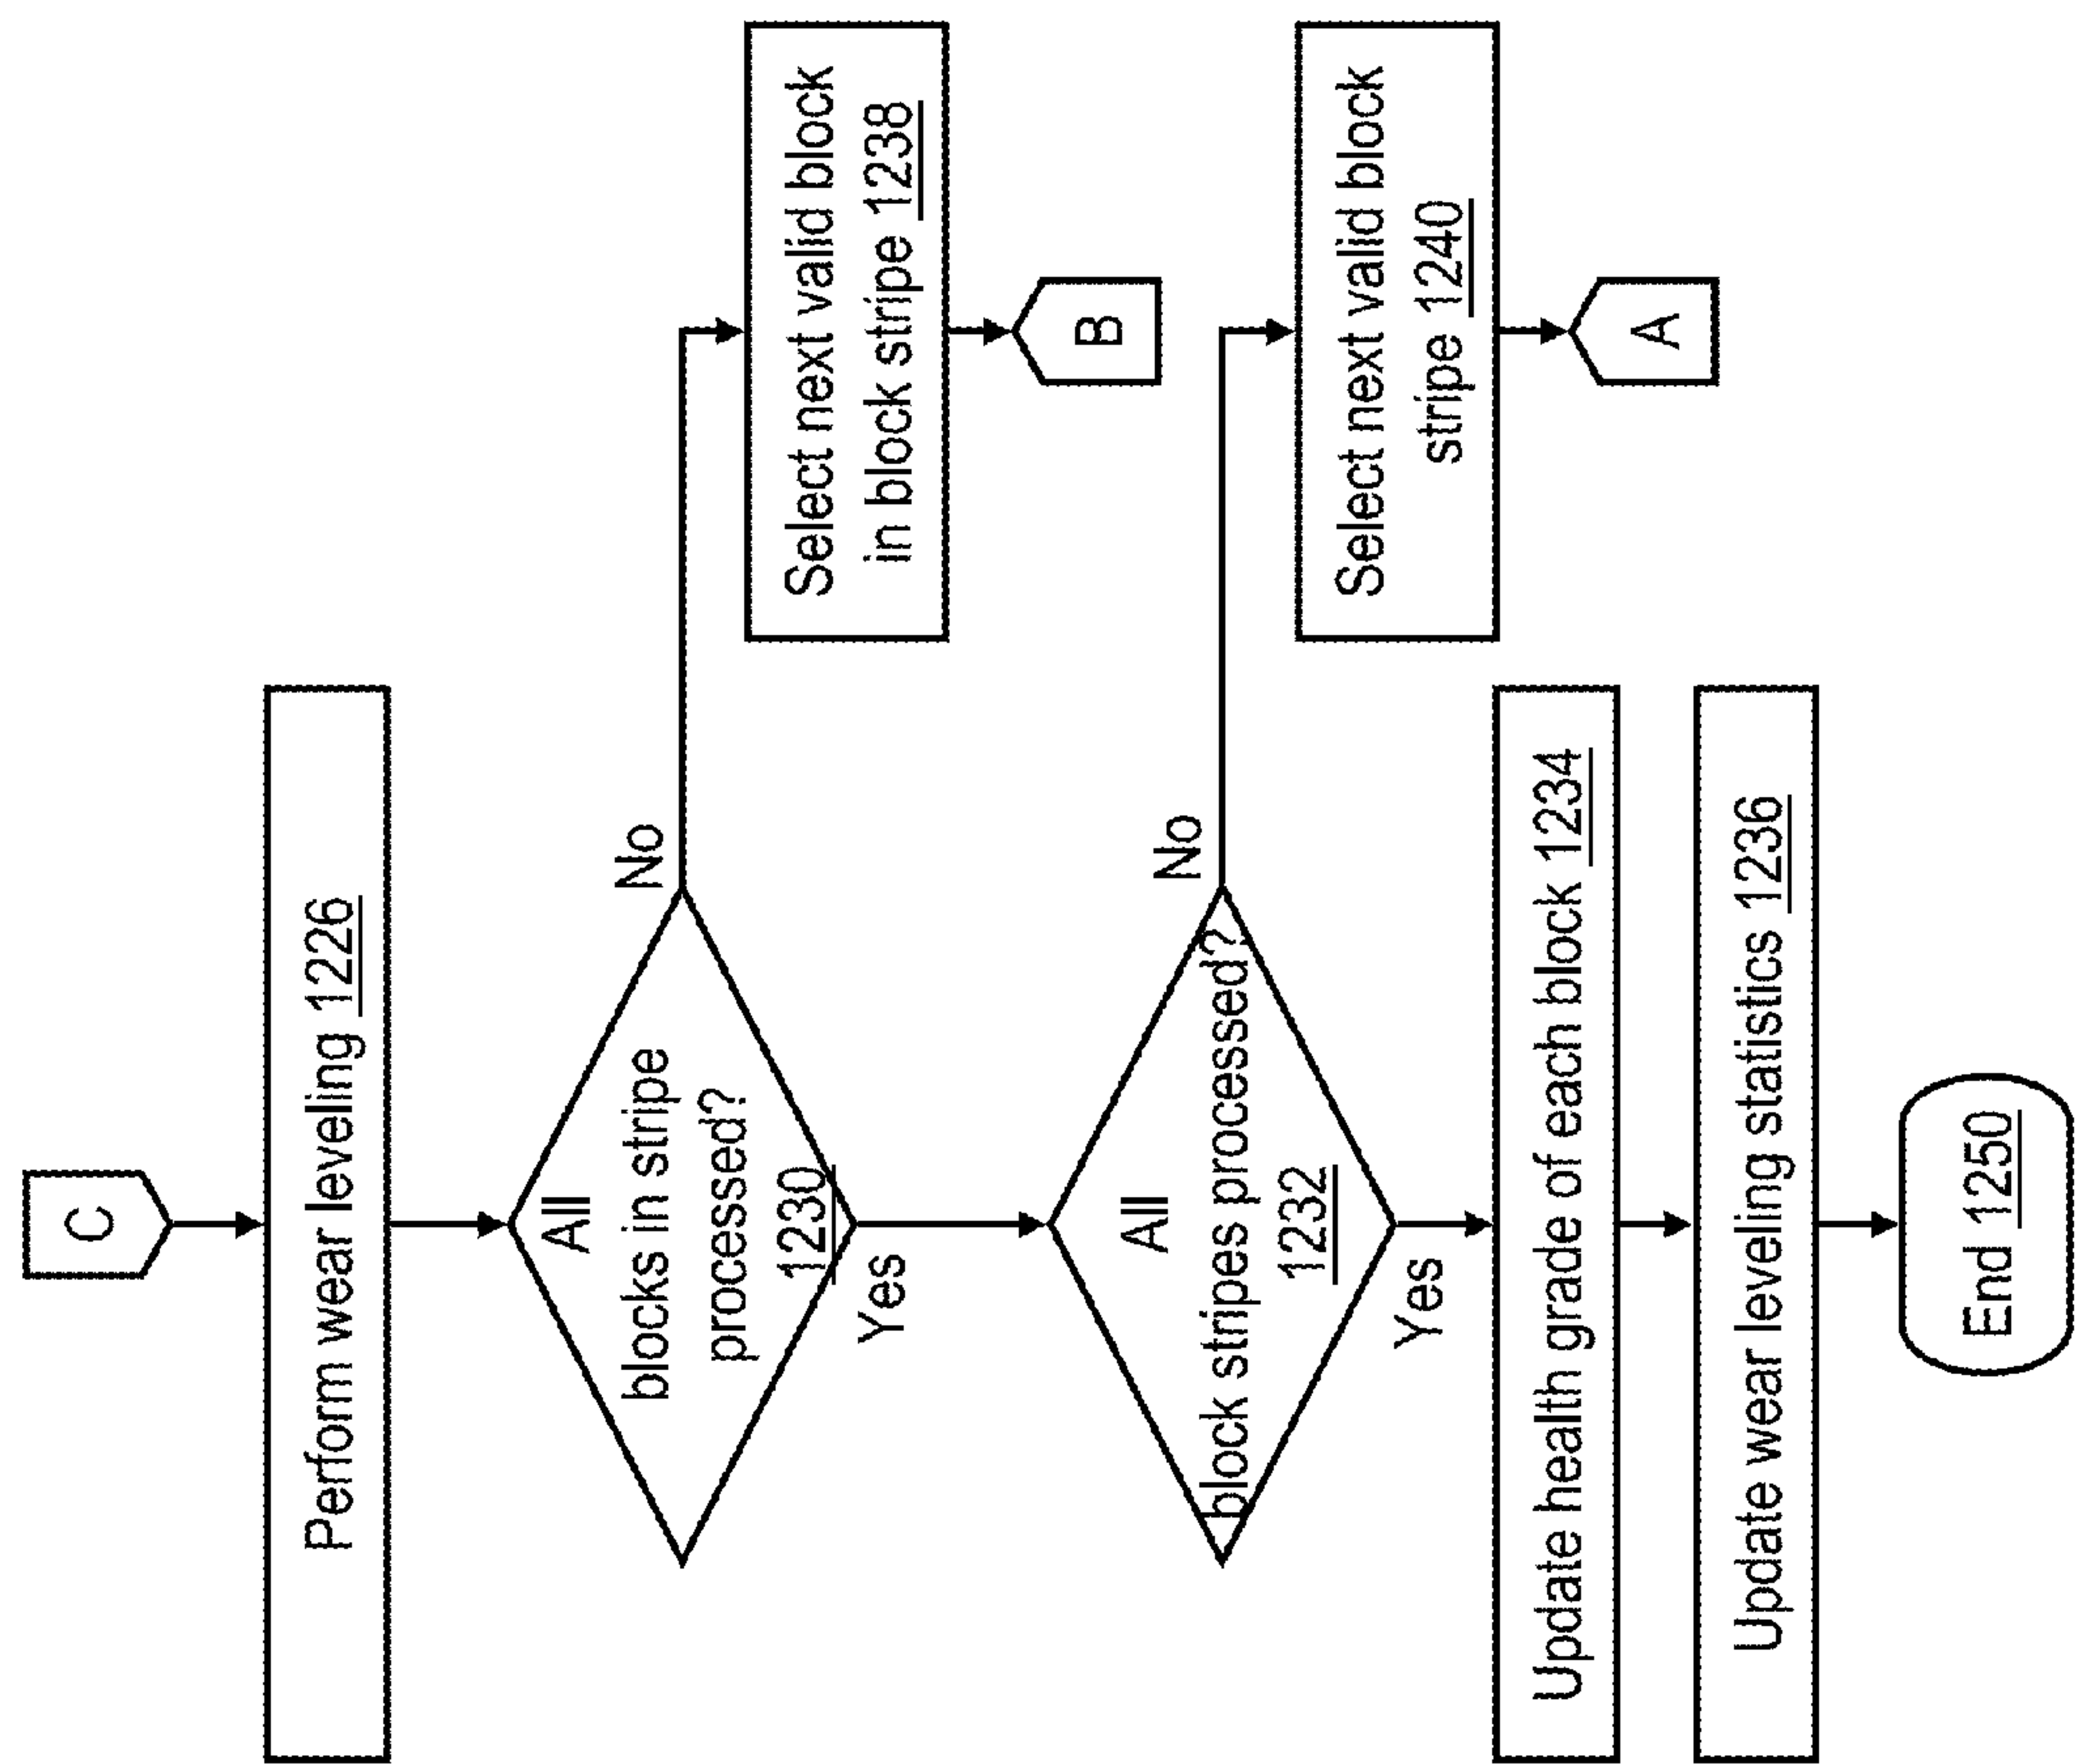 C
Perform wear leveling 1226
All
blocks in stripe
processed?
1230
No
Yes
Select next valid block
in block stripe 1238
B
All
block stripes processed?
1232
No
Yes
Select next valid block
stripe 1240
A
Update health grade of each block 1234
Update wear leveling statistics 1236
End 1250